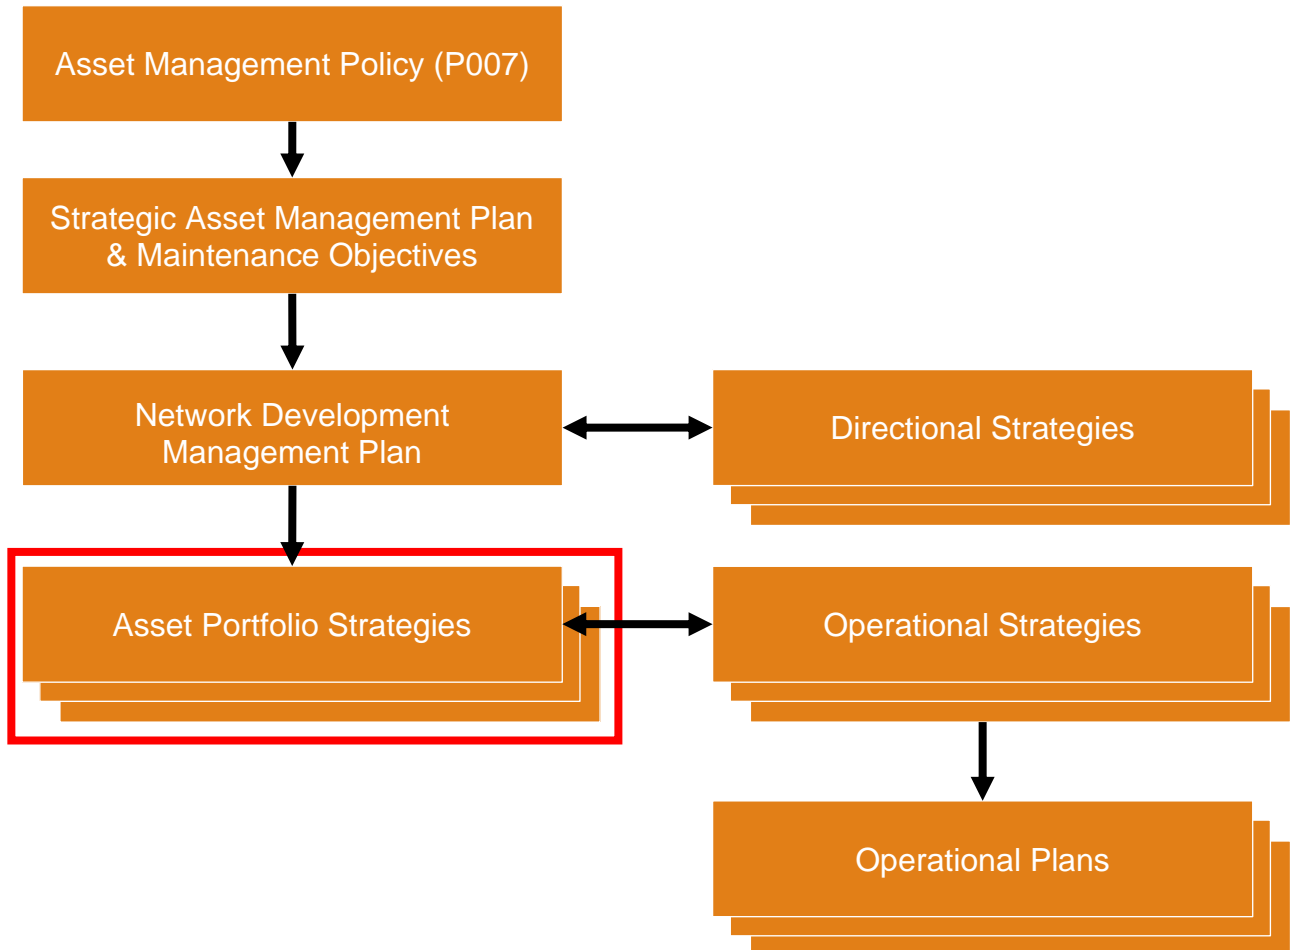 Asset Management Policy (P007)
Strategic Asset Management Plan
& Maintenance Objectives
Network Development
Management Plan
Directional Strategies
Asset Portfolio Strategies
Operational Strategies
Operational Plans